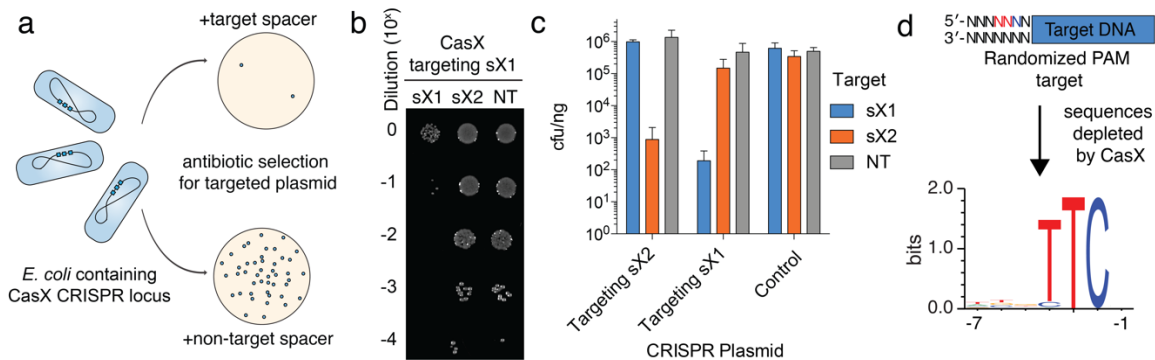 a
+target spacer
antibiotic selection
for targeted plasmid
E. coli containing
CasX CRISPR locus
+non-target spacer
b
Dilution (10ˣ)
CasX
targeting sX1
sX1 sX2 NT
0
-1
-2
-3
-4
c
cfu/ng
10⁶
10⁵
10⁴
10³
10²
10¹
10⁰
Target
sX1
sX2
NT
Targeting sX2
Targeting sX1
Control
CRISPR Plasmid
d
5′-NNNNNNN Target DNA
3′-NNNNNNN
Randomized PAM
target
sequences
depleted
by CasX
bits
2.0
1.0
0.0
TTC
-7 -1